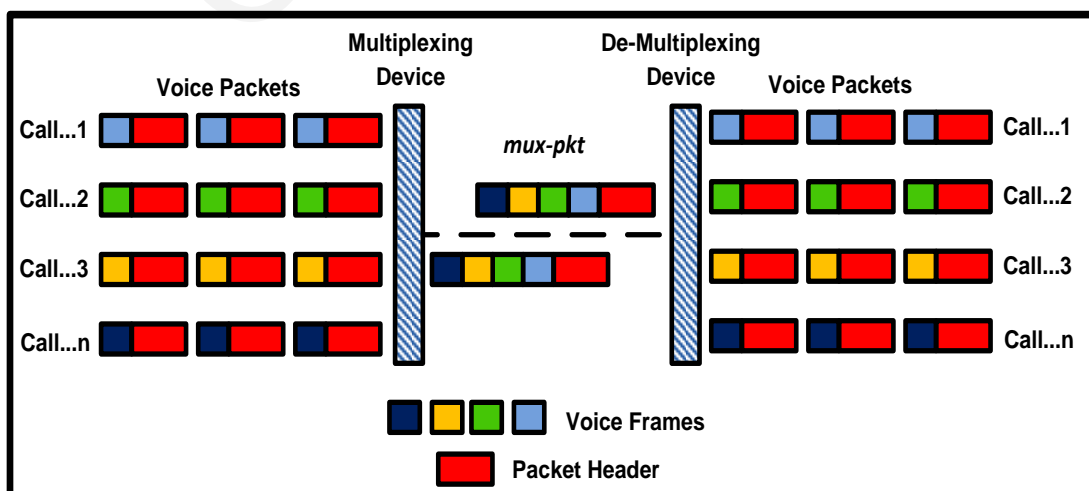 Multiplexing
Device
De-Multiplexing
Device
Voice Packets
Voice Packets
Call...1
Call...1
mux-pkt
Call...2
Call...2
Call...3
Call...3
Call...n
Call...n
Voice Frames
Packet Header